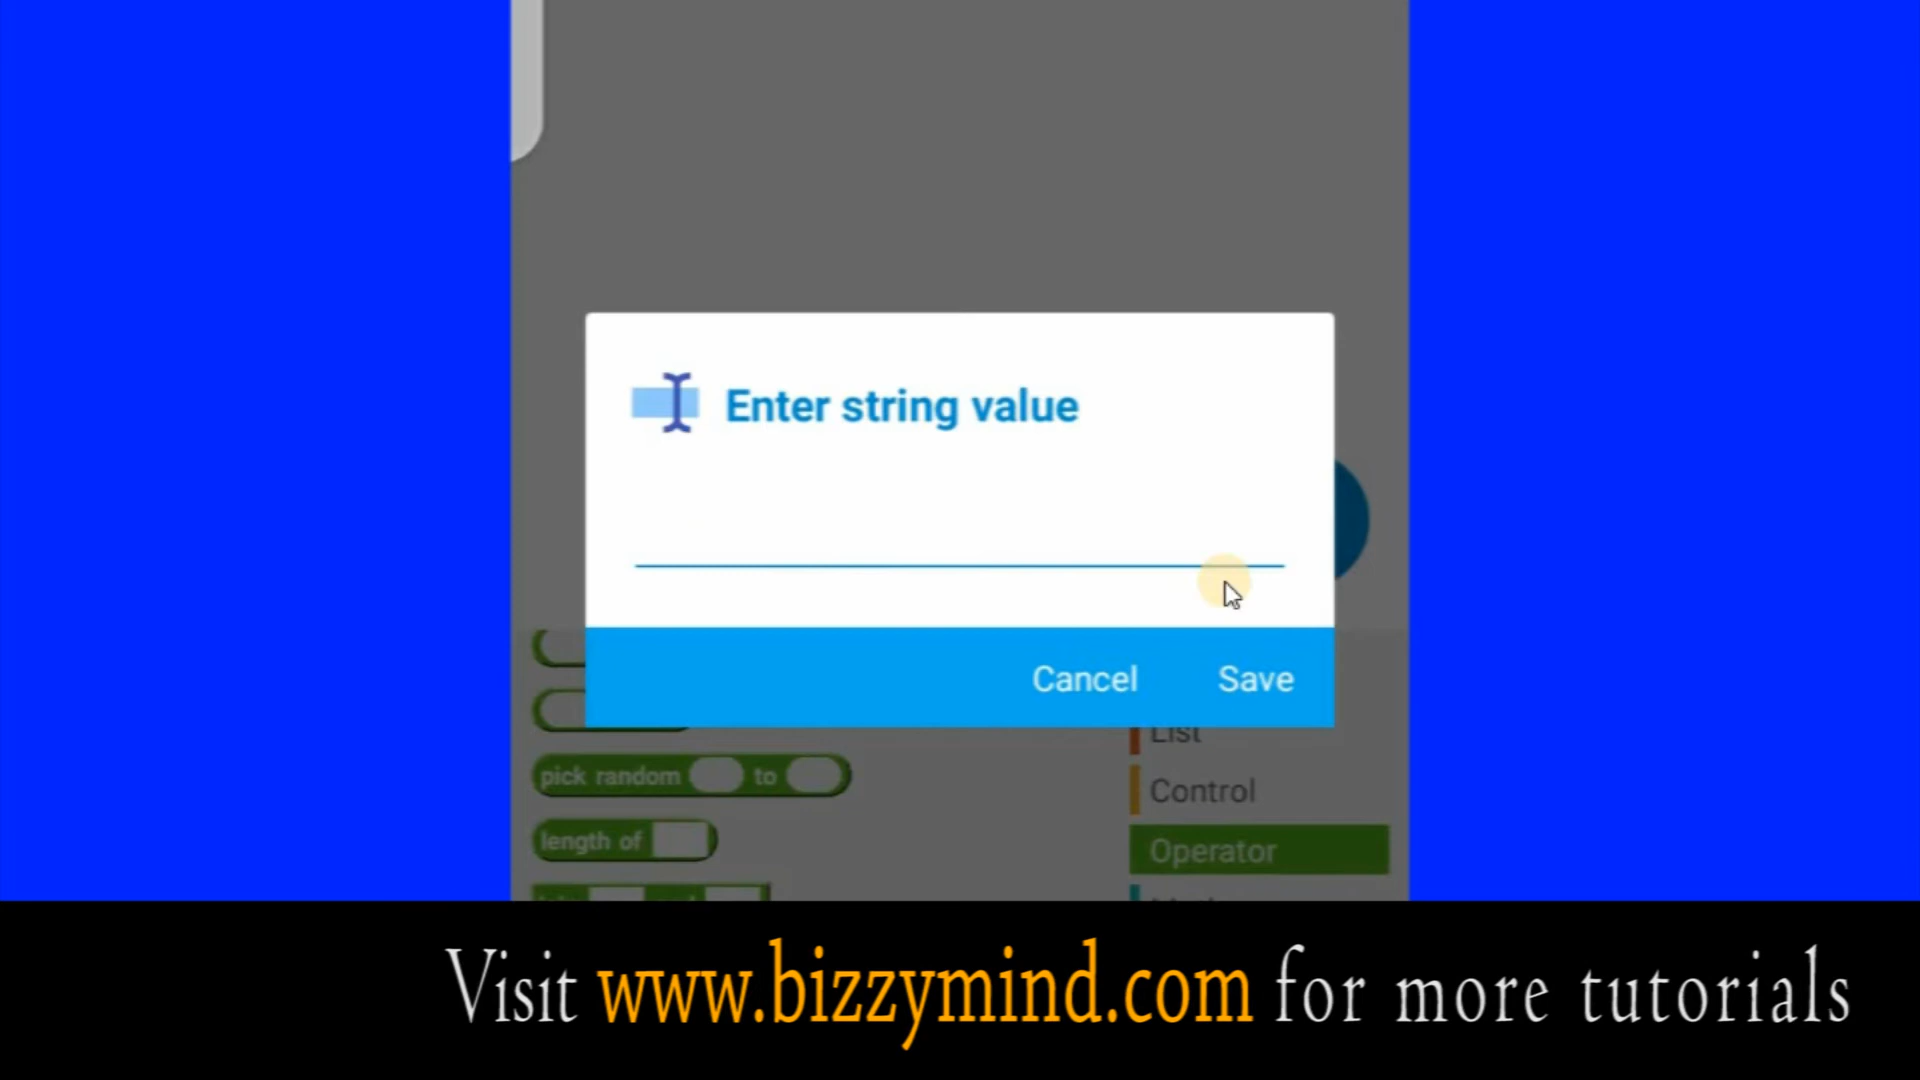 Enter string value
Cancel Save
List
pick random to
Control
length of
Operator
Visit www.bizzymind.com for more tutorials